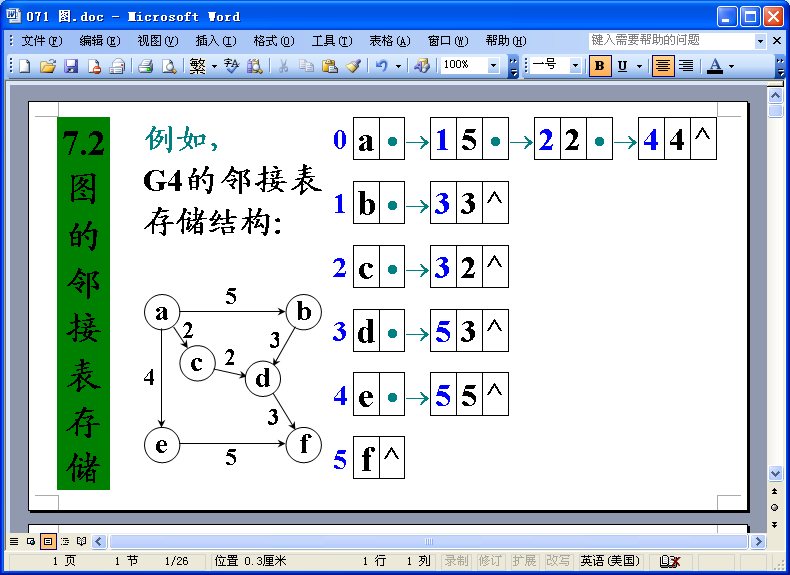 071 图.doc - Microsoft Word
文件(F) 编辑(E) 视图(V) 插入(I) 格式(O) 工具(T) 表格(A) 窗口(W) 帮助(H) 键入需要帮助的问题
繁 100% 一号 B U A
7.2
图
的
邻
接
表
存
储
例如,
G4的邻接表
存储结构:
0 a • → 1 5 • → 2 2 • → 4 4 ^
1 b • → 3 3 ^
2 c • → 3 2 ^
3 d • → 5 3 ^
4 e • → 5 5 ^
5 f ^
a 5 b
2 3
c 2 d
4 3
e 5 f
1 页 1 节 1/26 位置 0.3厘米 1 行 1 列 录制 修订 扩展 改写 英语(美国)